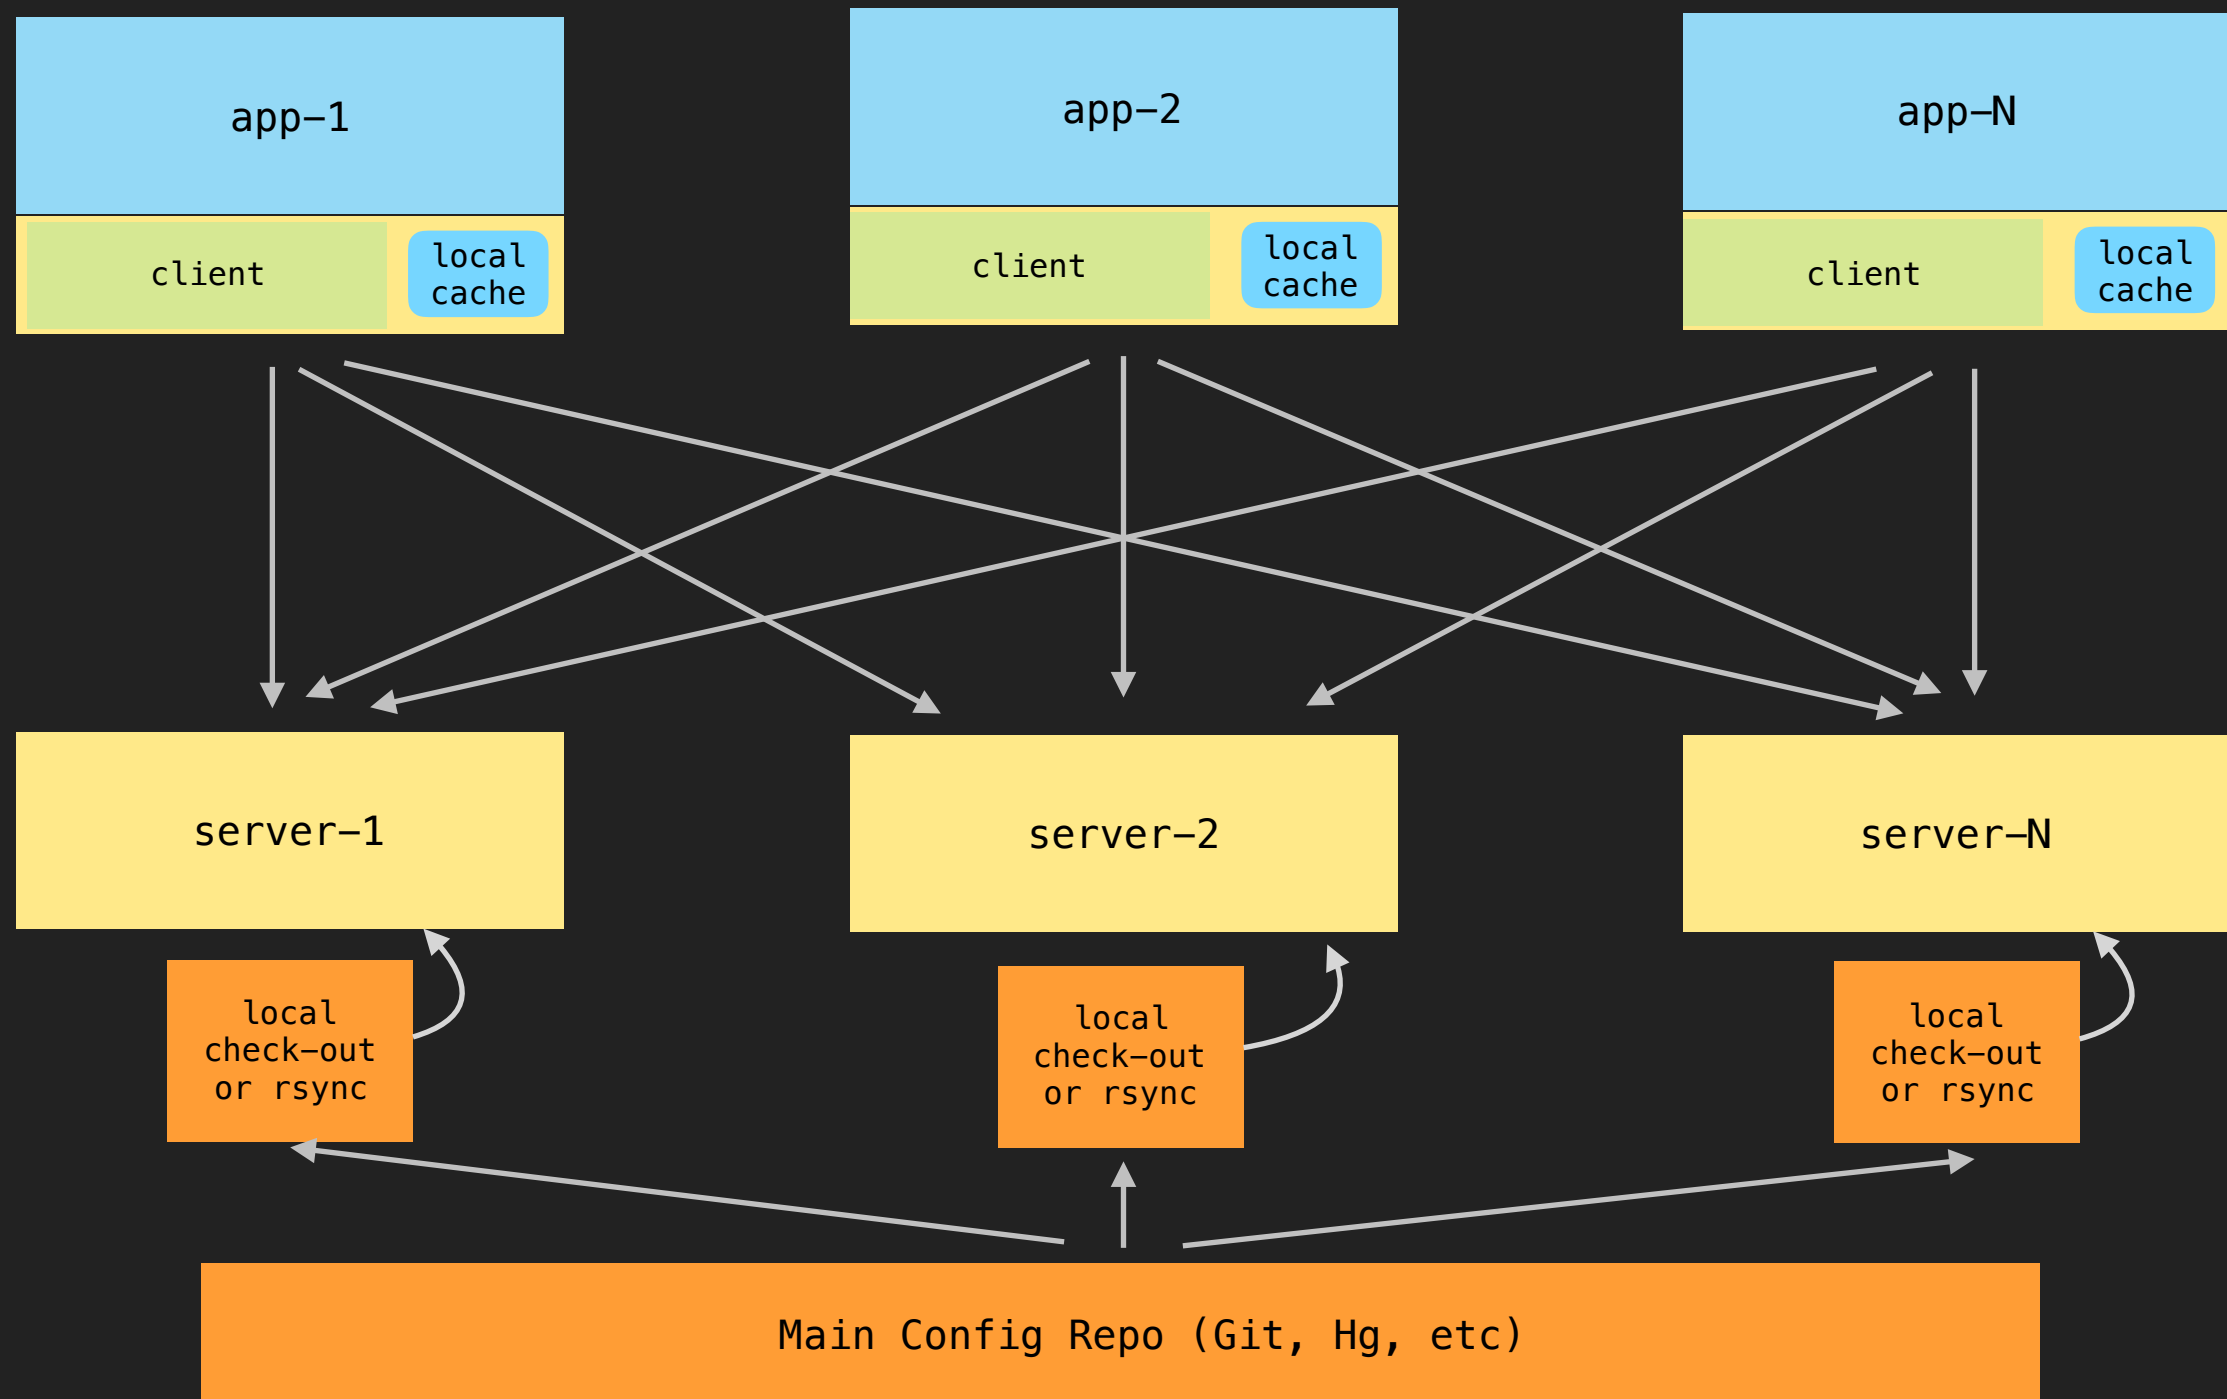 app-1
app-2
app-N
client
local
cache
client
local
cache
client
local
cache
server-1
server-2
server-N
local
check-out
or rsync
local
check-out
or rsync
local
check-out
or rsync
Main Config Repo (Git, Hg, etc)